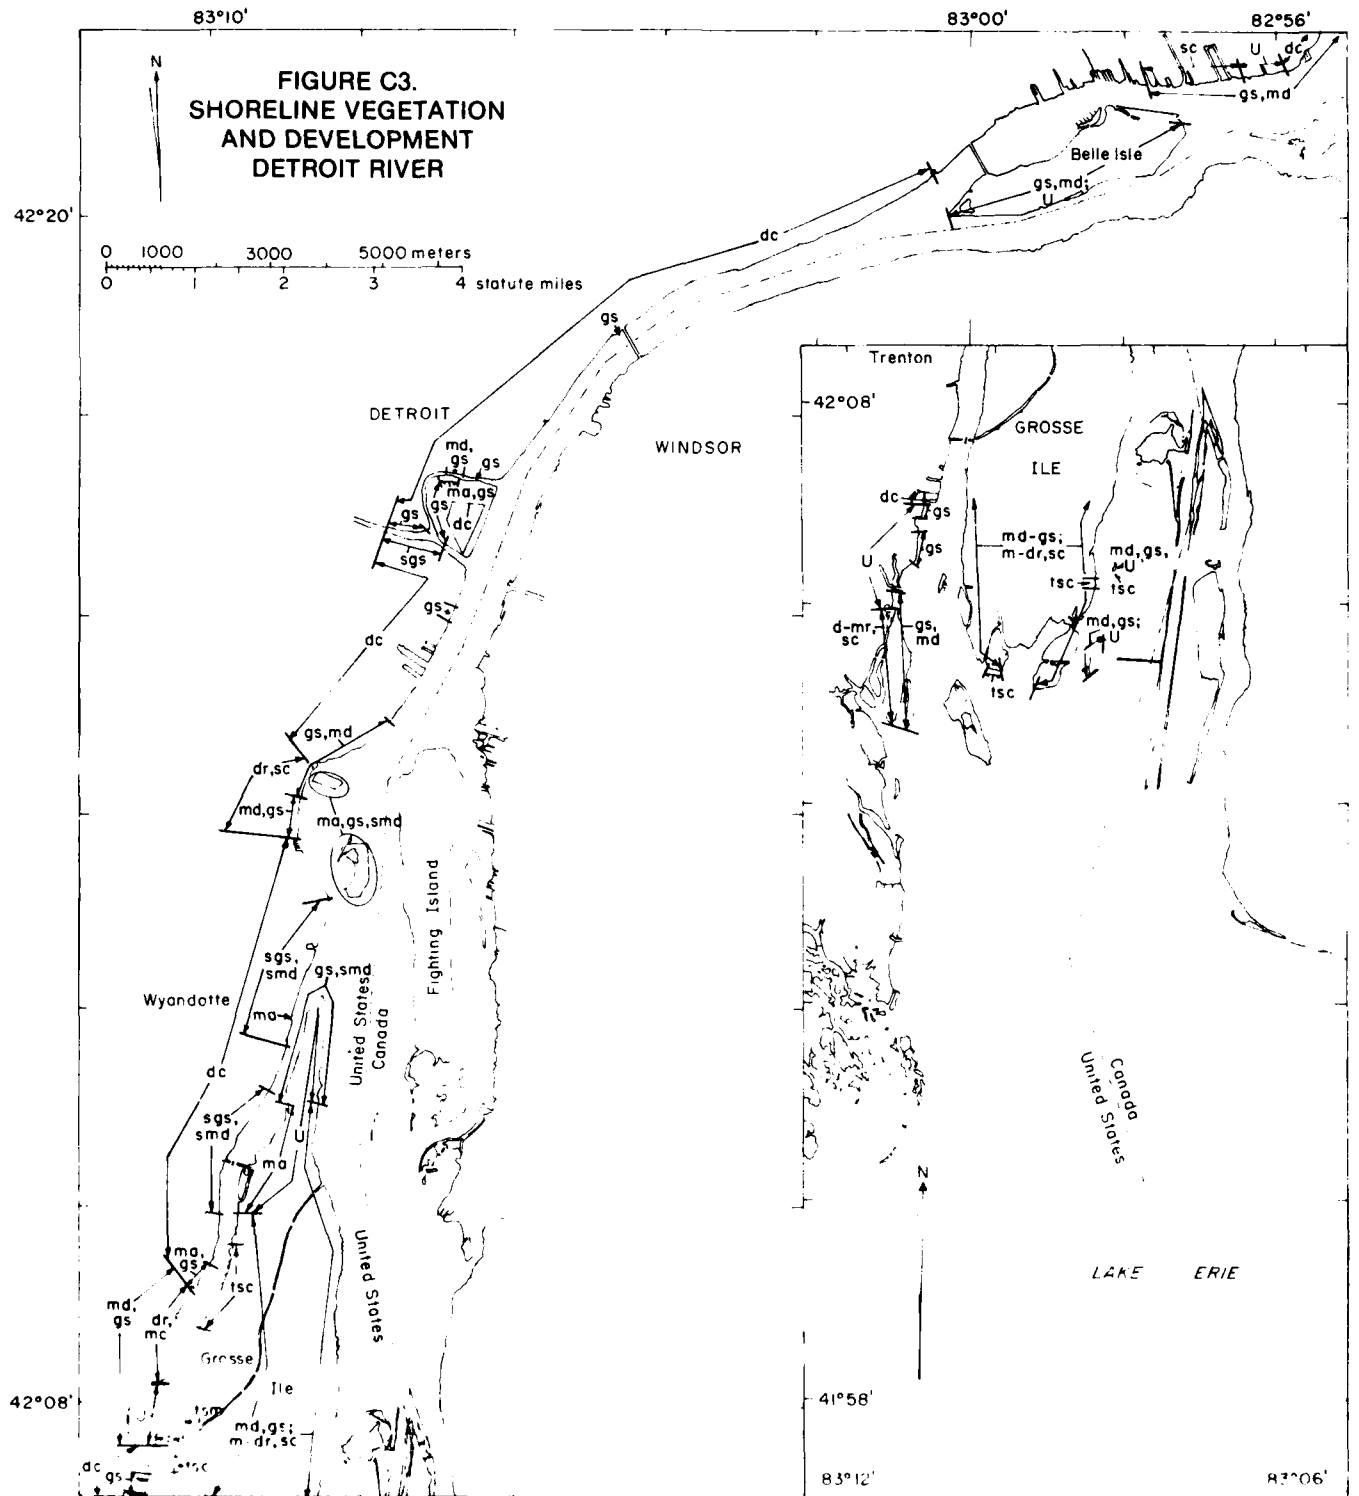 83°10'
83°00'
82°56'
N
FIGURE C3.
SHORELINE VEGETATION
AND DEVELOPMENT
DETROIT RIVER
sc
U
dc
gs,md
Belle Isle
gs,md;
U
42°20'
dc
0 1000 3000 5000 meters
0 1 2 3 4 statute miles
gs
DETROIT
WINDSOR
md,
gs
gs
ma,gs
gs
dc
gs
sgs
gs
dc
gs,md
dr,sc
md,gs
ma,gs,smd
Fighting Island
sgs,
smd
gs,smd
Wyandotte
ma
United States
Canada
dc
sgs,
smd
U
ma
ma,
gs
tsc
United States
md,
gs
dr,
mc
Grosse
Ile
42°08'
tsm
md,gs;
m-dr,sc
tsc
dc
gs
Trenton
42°08'
GROSSE
ILE
dc
gs
gs
md-gs;
m-dr,sc
md,gs,
U
tsc
tsc
U
d-mr,
sc
gs,
md
md,gs;
U
tsc
Canada
United States
N
LAKE ERIE
41°58'
83°12'
83°06'